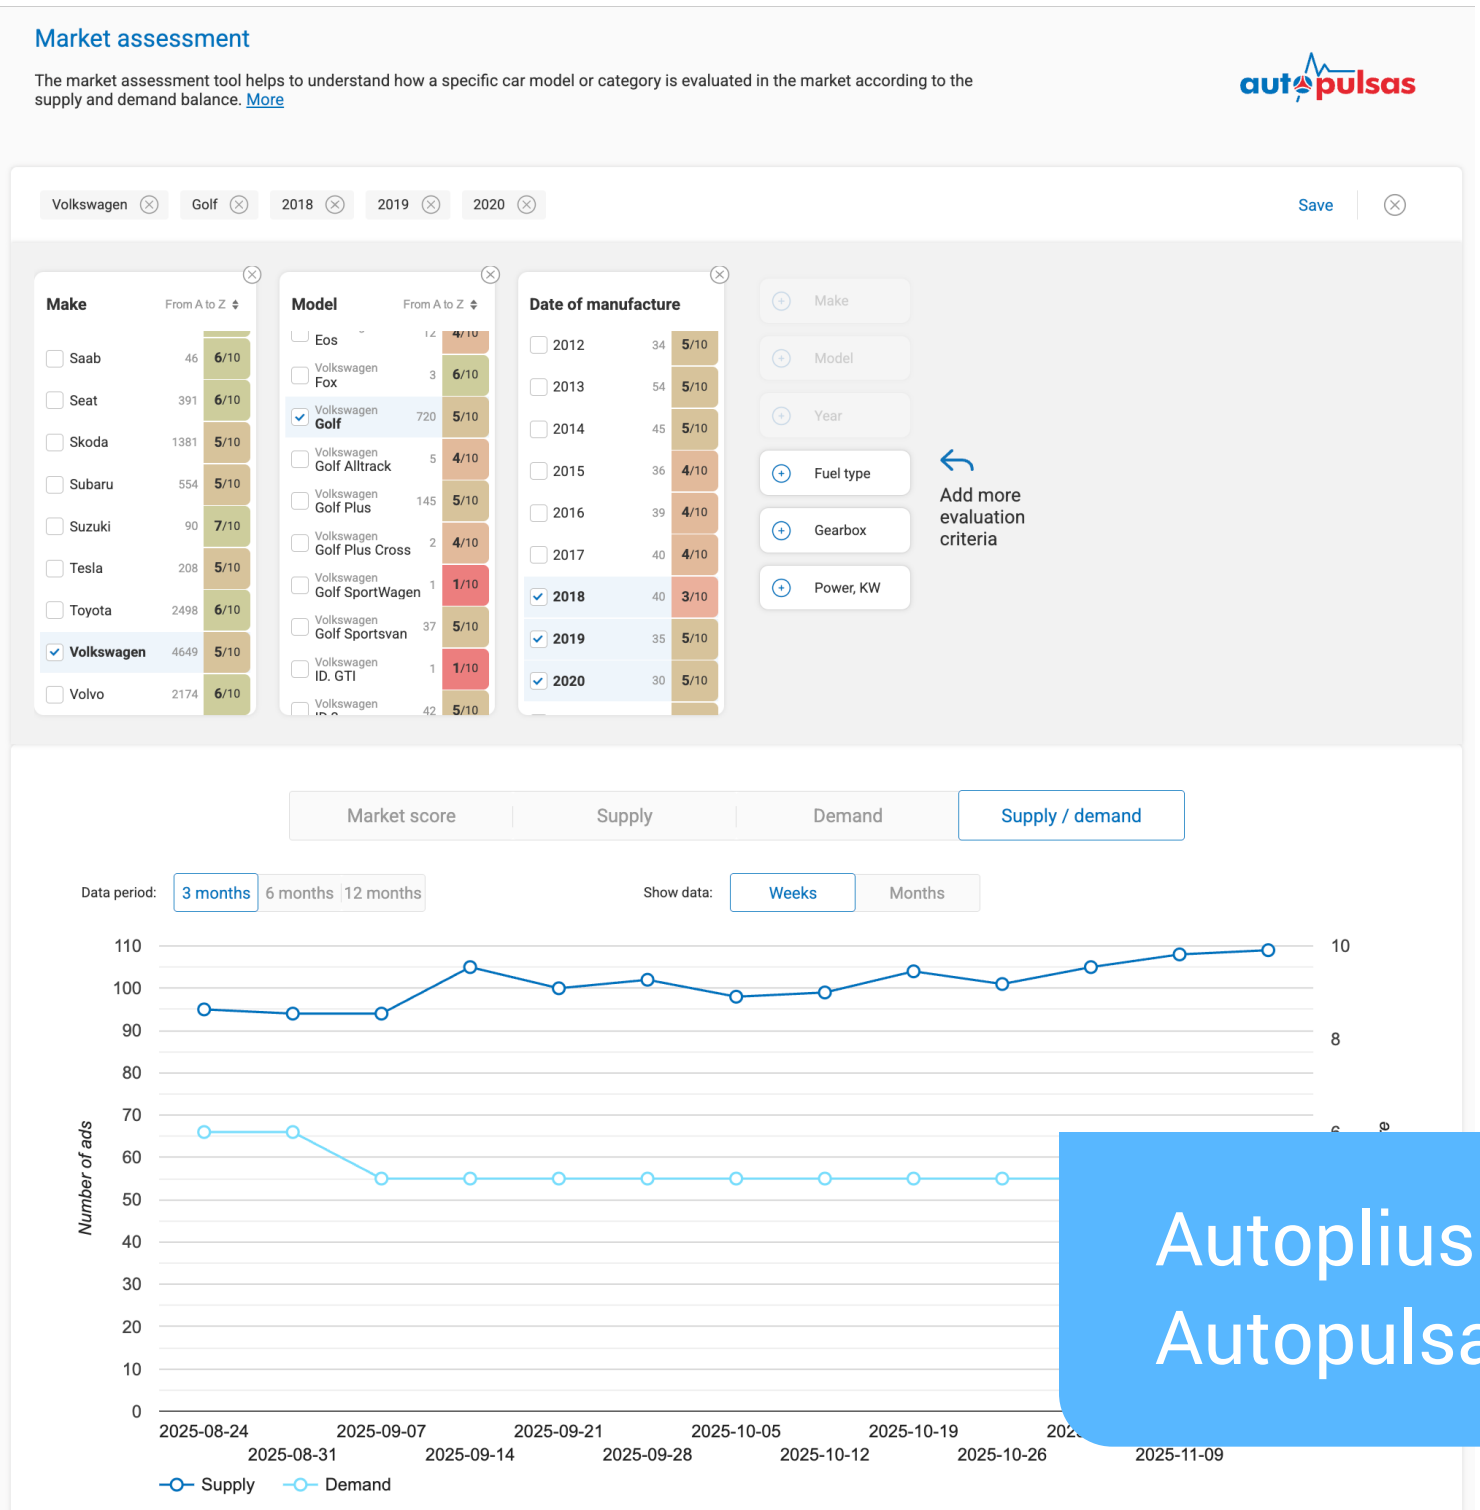 Market assessment
The market assessment tool helps to understand how a specific car model or category is evaluated in the market according to the
supply and demand balance. More
autopulsas
Volkswagen
Golf
2018
2019
2020
Save
Make
From A to Z
Saab 46 6/10
Seat 391 6/10
Skoda 1381 5/10
Subaru 554 5/10
Suzuki 90 7/10
Tesla 208 5/10
Toyota 2498 6/10
Volkswagen 4649 5/10
Volvo 2174 6/10
Model
From A to Z
Eos 12 4/10
Volkswagen
Fox 3 6/10
Volkswagen
Golf 720 5/10
Volkswagen
Golf Alltrack 5 4/10
Volkswagen
Golf Plus 145 5/10
Volkswagen
Golf Plus Cross 2 4/10
Volkswagen
Golf SportWagen 1 1/10
Volkswagen
Golf Sportsvan 37 5/10
Volkswagen
ID. GTI 1 1/10
Volkswagen
42 5/10
Date of manufacture
2012 34 5/10
2013 54 5/10
2014 45 5/10
2015 36 4/10
2016 39 4/10
2017 40 4/10
2018 40 3/10
2019 35 5/10
2020 30 5/10
Make
Model
Year
Fuel type
Gearbox
Power, KW
Add more
evaluation
criteria
Market score
Supply
Demand
Supply / demand
Data period:
3 months
6 months
12 months
Show data:
Weeks
Months
110
100
90
80
70
60
50
40
30
20
10
0
Number of ads
10
8
2025-08-24
2025-08-31
2025-09-07
2025-09-14
2025-09-21
2025-09-28
2025-10-05
2025-10-12
2025-10-19
2025-10-26
2025-11-09
Supply
Demand
Autoplius
Autopulsa